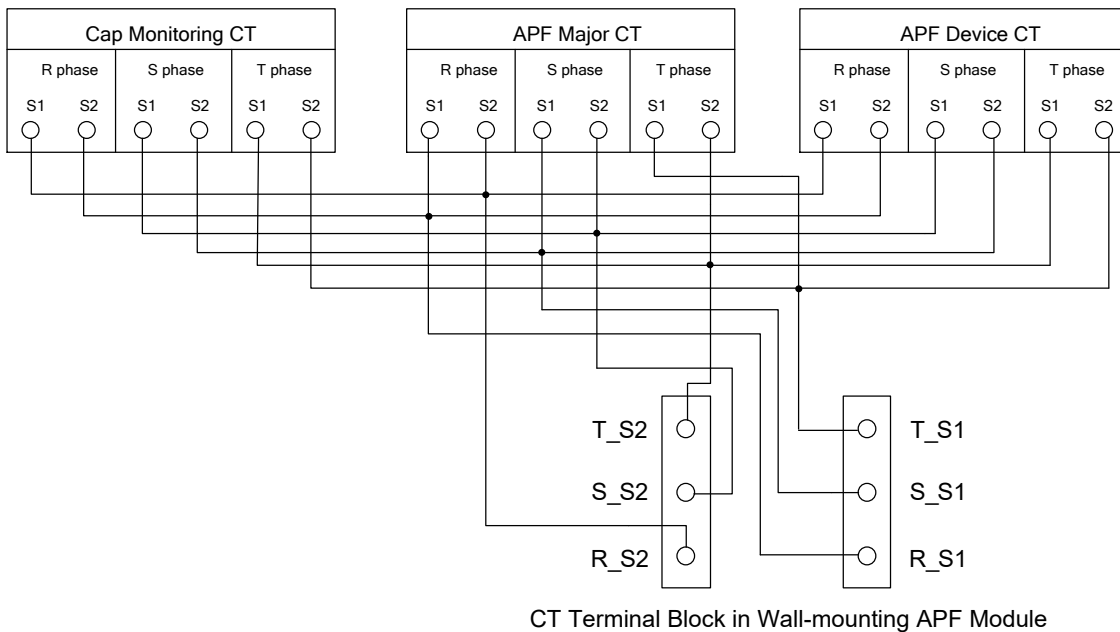 Cap Monitoring CT APF Major CT APF Device CT
R phase S phase T phase R phase S phase T phase R phase S phase T phase
S1 S2 S1 S2 S1 S2 S1 S2 S1 S2 S1 S2 S1 S2 S1 S2 S1 S2
T_S2 T_S1
S_S2 S_S1
R_S2 R_S1
CT Terminal Block in Wall-mounting APF Module